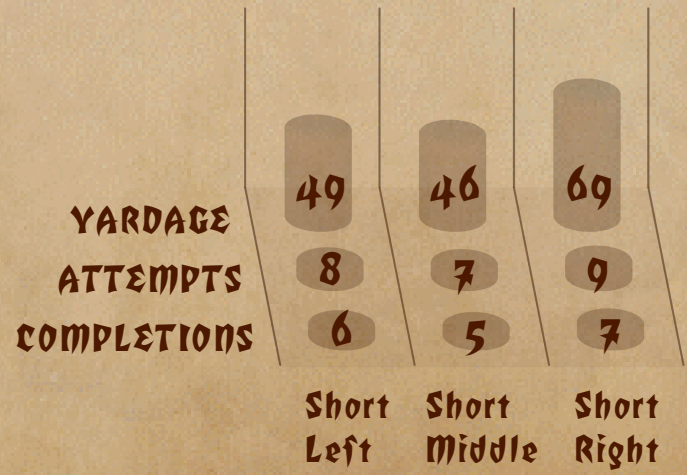 YARDAGE 49 46 69
ATTEMPTS 8 7 9
COMPLETIONS 6 5 7
Short Short Short
Left Middle Right